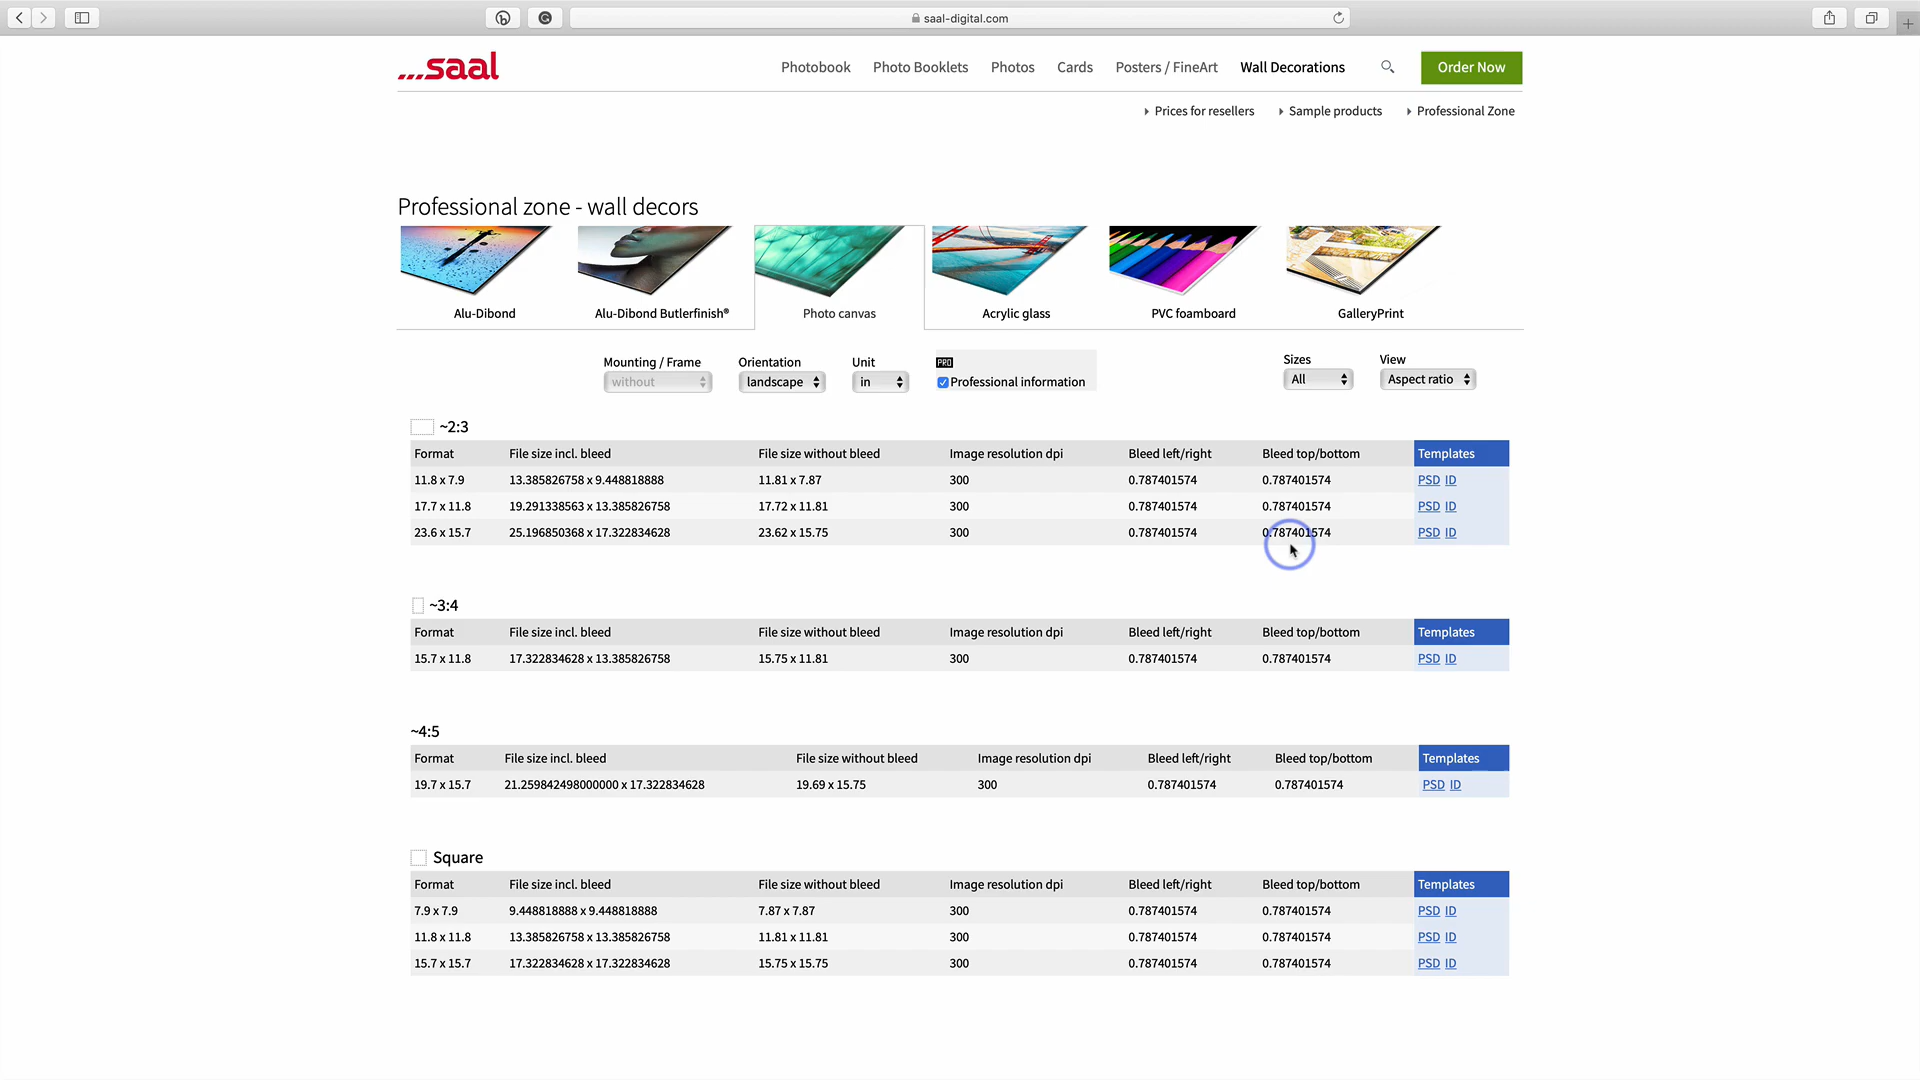 saal-digital.com
...saal
Photobook Photo Booklets Photos Cards Posters / FineArt Wall Decorations Order Now
Prices for resellers Sample products Professional Zone
Professional zone - wall decors
Alu-Dibond Alu-Dibond Butlerfinish® Photo canvas Acrylic glass PVC foamboard GalleryPrint
Mounting / Frame Orientation Unit PRO Sizes View
without landscape in Professional information All Aspect ratio
~2:3
Format File size incl. bleed File size without bleed Image resolution dpi Bleed left/right Bleed top/bottom Templates
11.8 x 7.9 13.385826758 x 9.448818888 11.81 x 7.87 300 0.787401574 0.787401574 PSD ID
17.7 x 11.8 19.291338563 x 13.385826758 17.72 x 11.81 300 0.787401574 0.787401574 PSD ID
23.6 x 15.7 25.196850368 x 17.322834628 23.62 x 15.75 300 0.787401574 0.787401574 PSD ID
~3:4
Format File size incl. bleed File size without bleed Image resolution dpi Bleed left/right Bleed top/bottom Templates
15.7 x 11.8 17.322834628 x 13.385826758 15.75 x 11.81 300 0.787401574 0.787401574 PSD ID
~4:5
Format File size incl. bleed File size without bleed Image resolution dpi Bleed left/right Bleed top/bottom Templates
19.7 x 15.7 21.259842498000000 x 17.322834628 19.69 x 15.75 300 0.787401574 0.787401574 PSD ID
Square
Format File size incl. bleed File size without bleed Image resolution dpi Bleed left/right Bleed top/bottom Templates
7.9 x 7.9 9.448818888 x 9.448818888 7.87 x 7.87 300 0.787401574 0.787401574 PSD ID
11.8 x 11.8 13.385826758 x 13.385826758 11.81 x 11.81 300 0.787401574 0.787401574 PSD ID
15.7 x 15.7 17.322834628 x 17.322834628 15.75 x 15.75 300 0.787401574 0.787401574 PSD ID